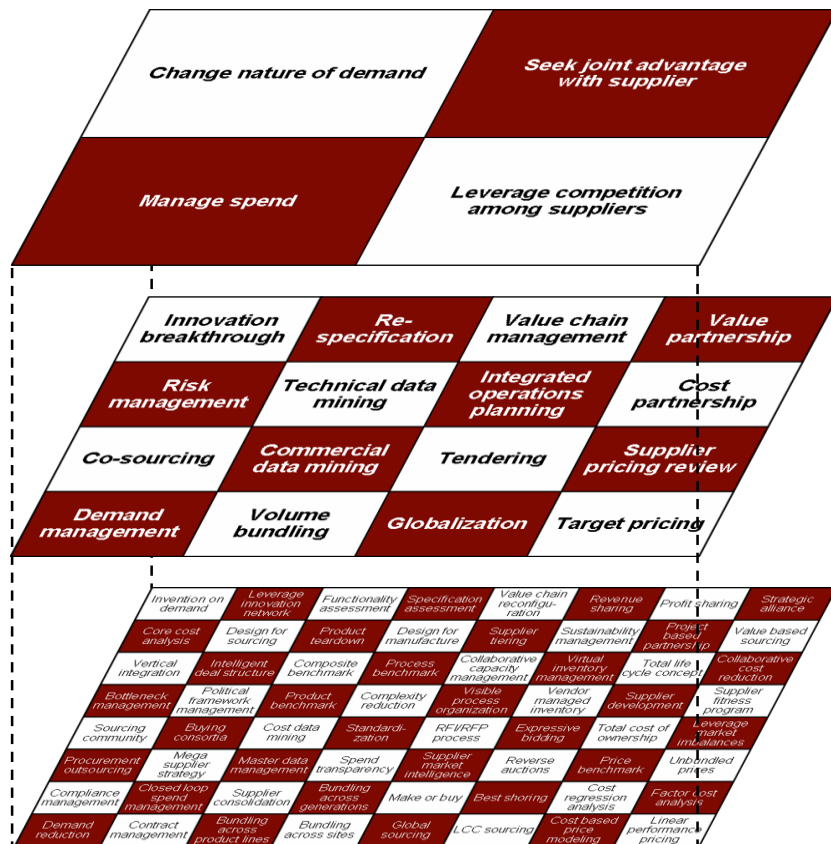 Change nature of demand
Seek joint advantage
with supplier
Manage spend
Leverage competition
among suppliers
Innovation
breakthrough
Re-
specification
Value chain
management
Value
partnership
Risk
management
Technical data
mining
Integrated
operations
planning
Cost
partnership
Co-sourcing
Commercial
data mining
Tendering
Supplier
pricing review
Demand
management
Volume
bundling
Globalization
Target pricing
Invention on
demand
Leverage
innovation
network
Functionality
assessment
Specification
assessment
Value chain
reconfigu-
ration
Revenue
sharing
Profit sharing
Strategic
alliance
Core cost
analysis
Design for
sourcing
Product
teardown
Design for
manufacture
Supplier
tiering
Sustainability
management
Project
based
partnership
Value based
sourcing
Vertical
integration
Intelligent
deal structure
Composite
benchmark
Process
benchmark
Collaborative
capacity
management
Virtual
inventory
management
Total life
cycle concept
Collaborative
cost
reduction
Bottleneck
management
Political
framework
management
Product
benchmark
Complexity
reduction
Visible
process
organization
Vendor
managed
inventory
Supplier
development
Supplier
fitness
program
Sourcing
community
Buying
consortia
Cost data
mining
Standardi-
zation
RFI/RFP
process
Expressive
bidding
Total cost of
ownership
Leverage
market
imbalances
Procurement
outsourcing
Mega
supplier
strategy
Master data
management
Spend
transparency
Supplier
market
intelligence
Reverse
auctions
Price
benchmark
Unbundled
prices
Compliance
management
Closed loop
spend
management
Supplier
consolidation
Bundling
across
generations
Make or buy
Best shoring
Cost
regression
analysis
Factor cost
analysis
Demand
reduction
Contract
management
Bundling
across
product lines
Bundling
across sites
Global
sourcing
LCC sourcing
Cost based
price
modeling
Linear
performance
pricing